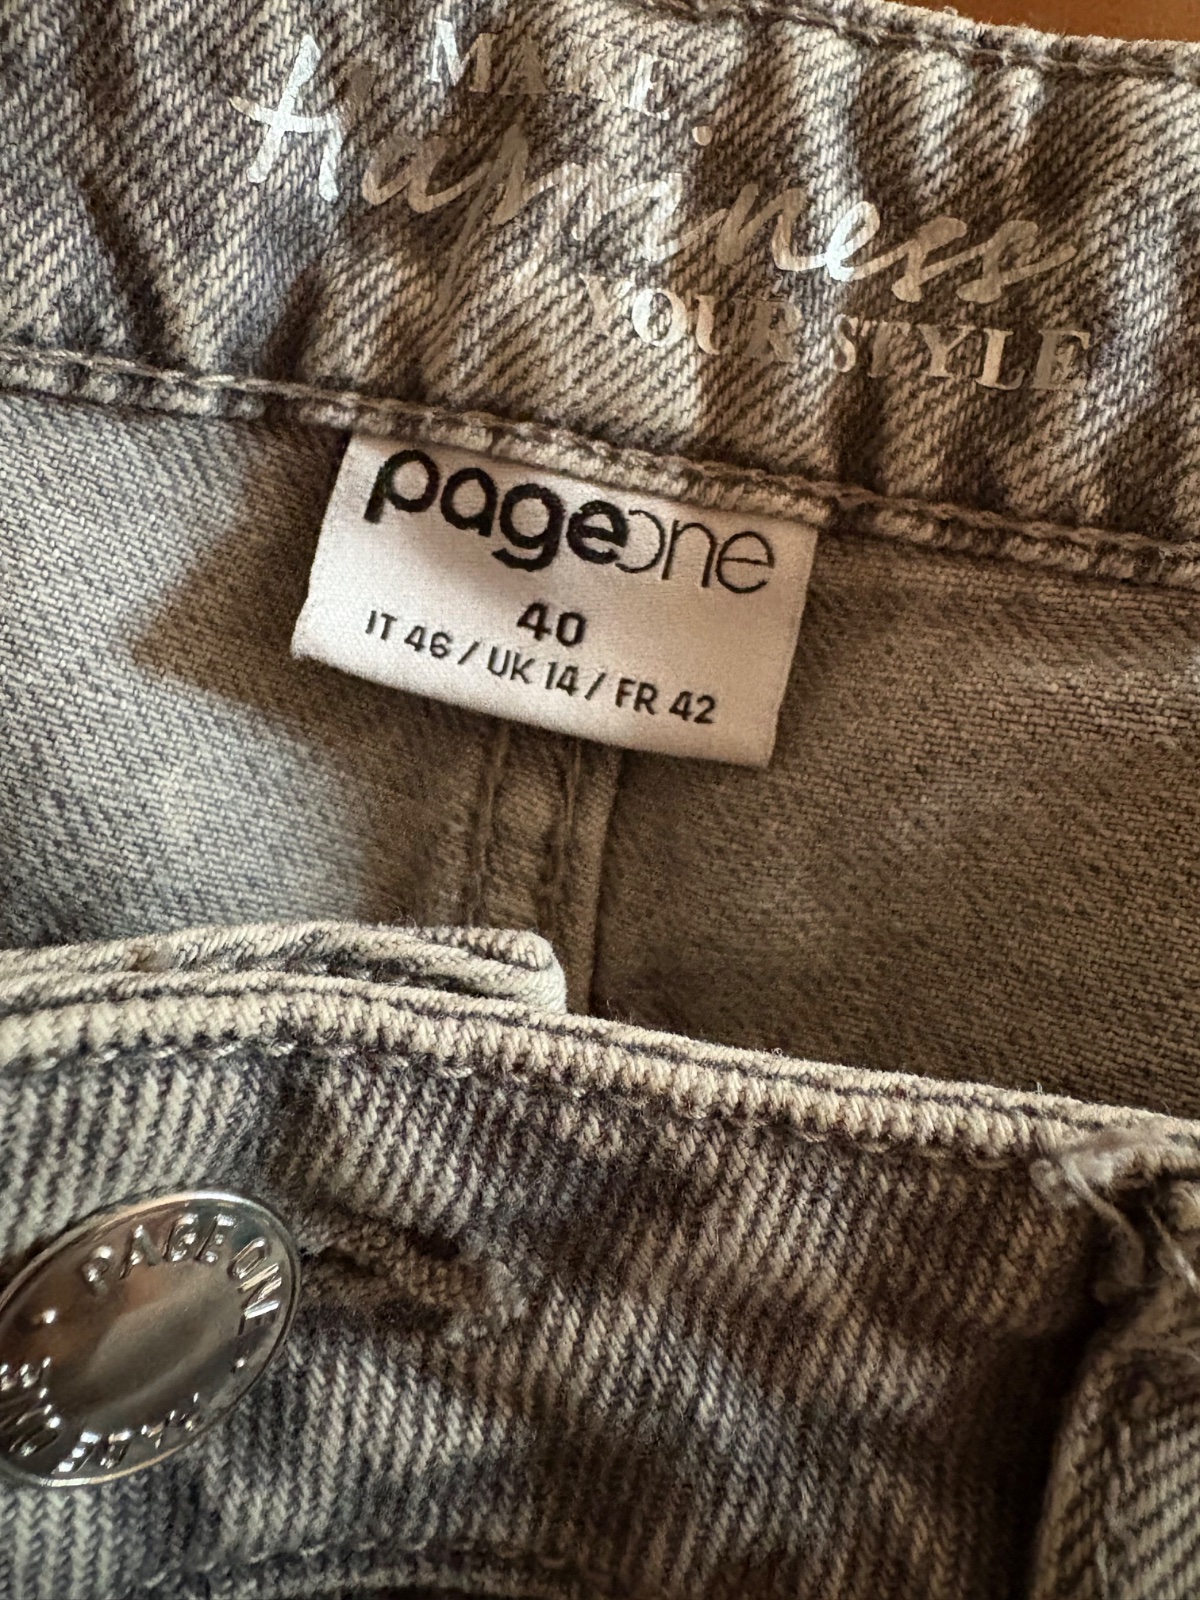 MAKE
Happiness
YOUR STYLE
pageone
40
IT 46 / UK 14 / FR 42
PAGE ONE